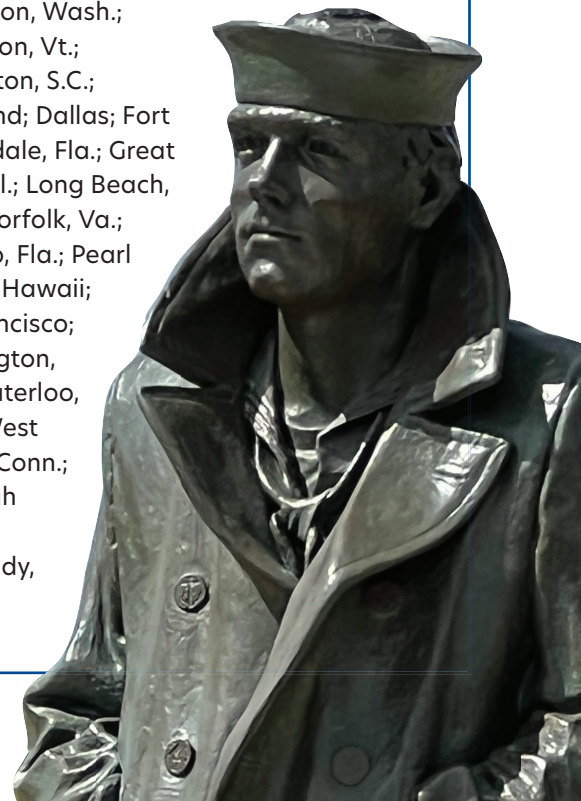 on, Wash.;
on, Vt.;
ton, S.C.;
nd; Dallas; Fort
dale, Fla.; Great
l.; Long Beach,
orfolk, Va.;
o, Fla.; Pearl
Hawaii;
ncisco;
gton,
aterloo,
West
Conn.;
h
dy,